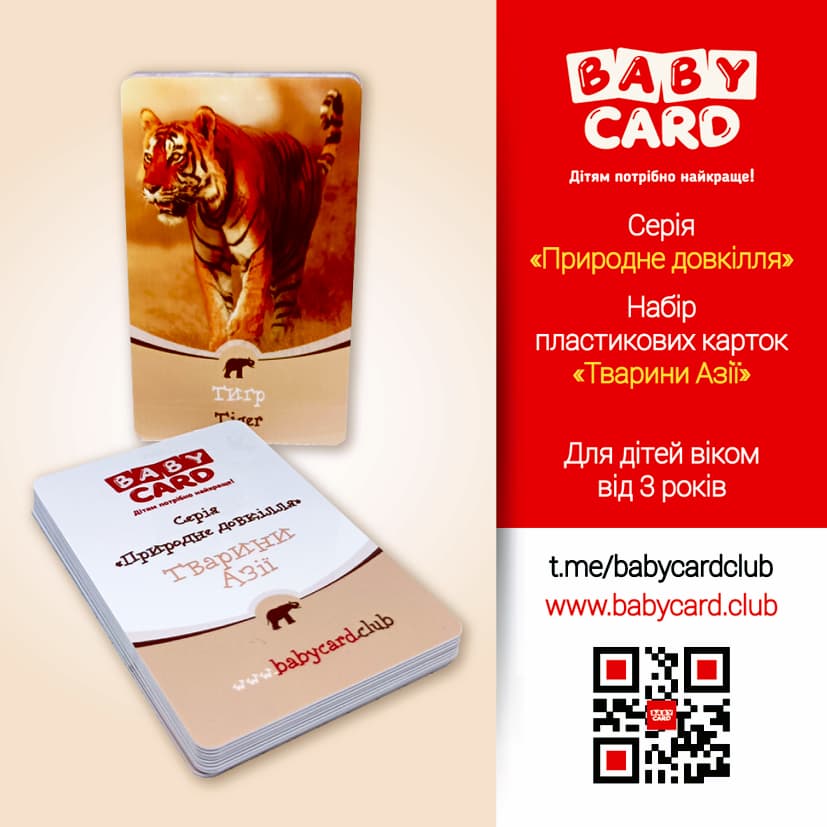 тигр
Tiger
BABY
CARD
Дітям потрібно найкраще!
Серія
«Природне довкілля»
Тварини
Азії
www.babycard.club
BABY
CARD
Дітям потрібно найкраще!
Серія
«Природне довкілля»
Набір
пластикових карток
«Тварини Азії»
Для дітей віком
від 3 років
t.me/babycardclub
www.babycard.club
BABY
CARD